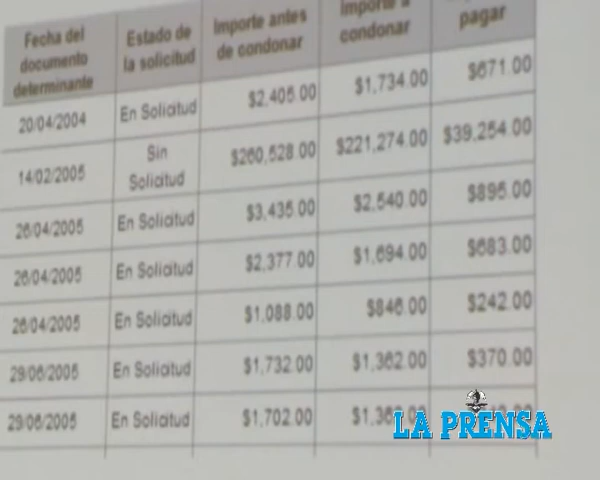 Fecha del
documento
determinante
Estado de
la solicitud
Importe antes
de condonar
Importe a
condonar
pagar
20/04/2004 En Solicitud $2,405.00 $1,734.00 $671.00
14/02/2005 Sin
Solicitud $260,528.00 $221,274.00 $39,254.00
26/04/2005 En Solicitud $3,435.00 $2,540.00 $895.00
26/04/2005 En Solicitud $2,377.00 $1,694.00 $683.00
26/04/2005 En Solicitud $1,088.00 $846.00 $242.00
29/06/2005 En Solicitud $1,732.00 $1,362.00 $370.00
29/06/2005 En Solicitud $1,702.00
LA PRENSA